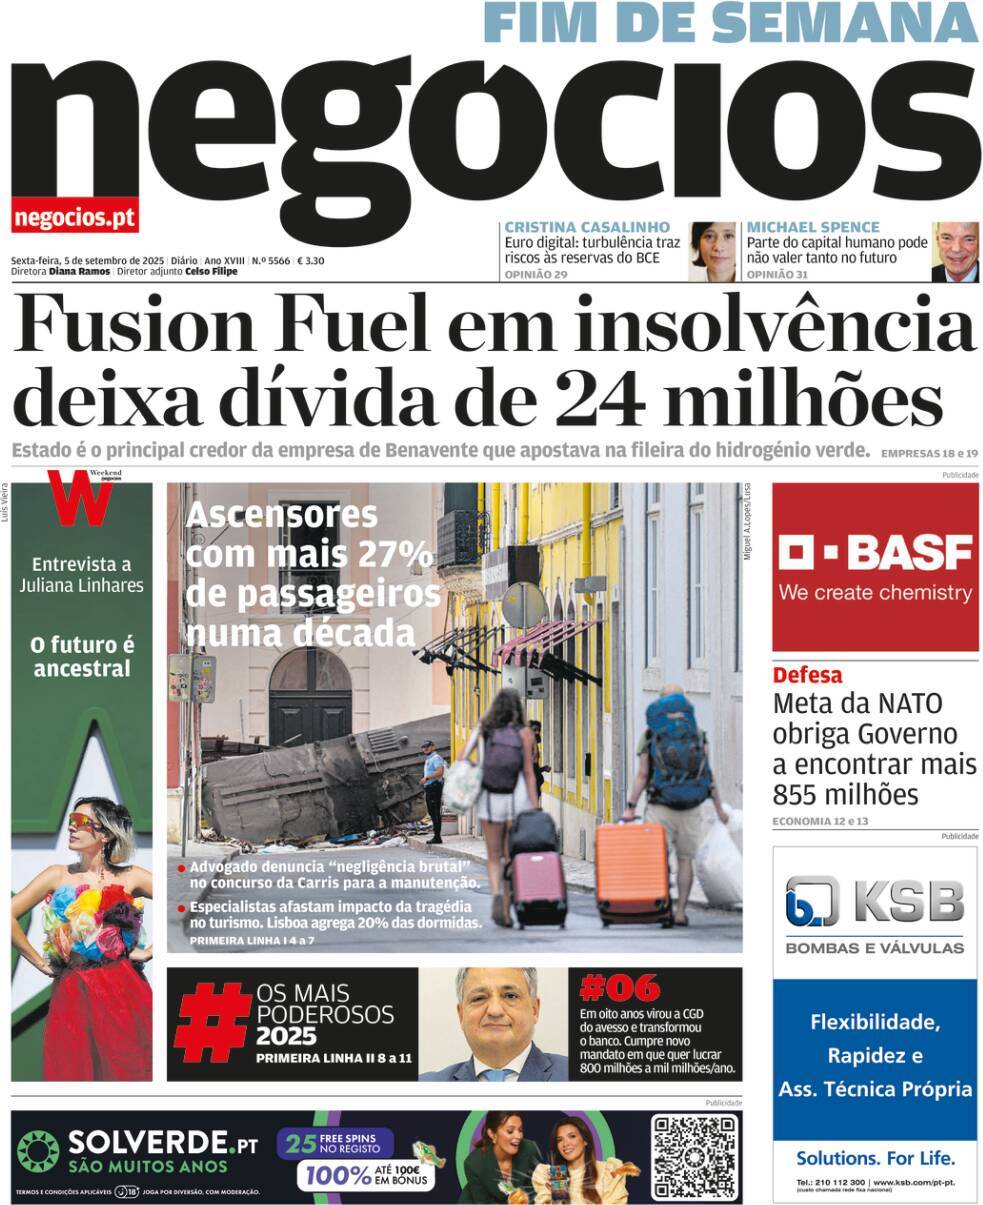 FIM DE SEMANA
negócios
negocios.pt
Sexta-feira, 5 de setembro de 2025 | Diário | Ano XVIII | N.º 5566 | € 3.30
Diretora Diana Ramos | Diretor adjunto Celso Filipe
CRISTINA CASALINHO
Euro digital: turbulência traz
riscos às reservas do BCE
OPINIÃO 29
MICHAEL SPENCE
Parte do capital humano pode
não valer tanto no futuro
OPINIÃO 31
Fusion Fuel em insolvência
deixa dívida de 24 milhões
Estado é o principal credor da empresa de Benavente que apostava na fileira do hidrogénio verde. EMPRESAS 18 e 19
Luís Vieira
W
Weekend
negócios
Entrevista a
Juliana Linhares
O futuro é
ancestral
Ascensores
com mais 27%
de passageiros
numa década
Miguel A.Lopes/Lusa
• Advogado denuncia “negligência brutal”
no concurso da Carris para a manutenção.
• Especialistas afastam impacto da tragédia
no turismo. Lisboa agrega 20% das dormidas.
PRIMEIRA LINHA I 4 a 7
Publicidade
BASF
We create chemistry
Defesa
Meta da NATO
obriga Governo
a encontrar mais
855 milhões
ECONOMIA 12 e 13
Publicidade
KSB
BOMBAS E VÁLVULAS
Flexibilidade,
Rapidez e
Ass. Técnica Própria
Solutions. For Life.
Tel.: 210 112 300 | www.ksb.com/pt-pt.
(custo chamada rede fixa nacional)
# OS MAIS
PODEROSOS
2025
PRIMEIRA LINHA II 8 a 11
#06
Em oito anos virou a CGD
do avesso e transformou
o banco. Cumpre novo
mandato em que quer lucrar
800 milhões a mil milhões/ano.
Publicidade
SOLVERDE.PT
SÃO MUITOS ANOS
TERMOS E CONDIÇÕES APLICÁVEIS 18+ JOGA POR DIVERSÃO, COM MODERAÇÃO.
25 FREE SPINS
NO REGISTO
100% ATÉ 100€
EM BÓNUS